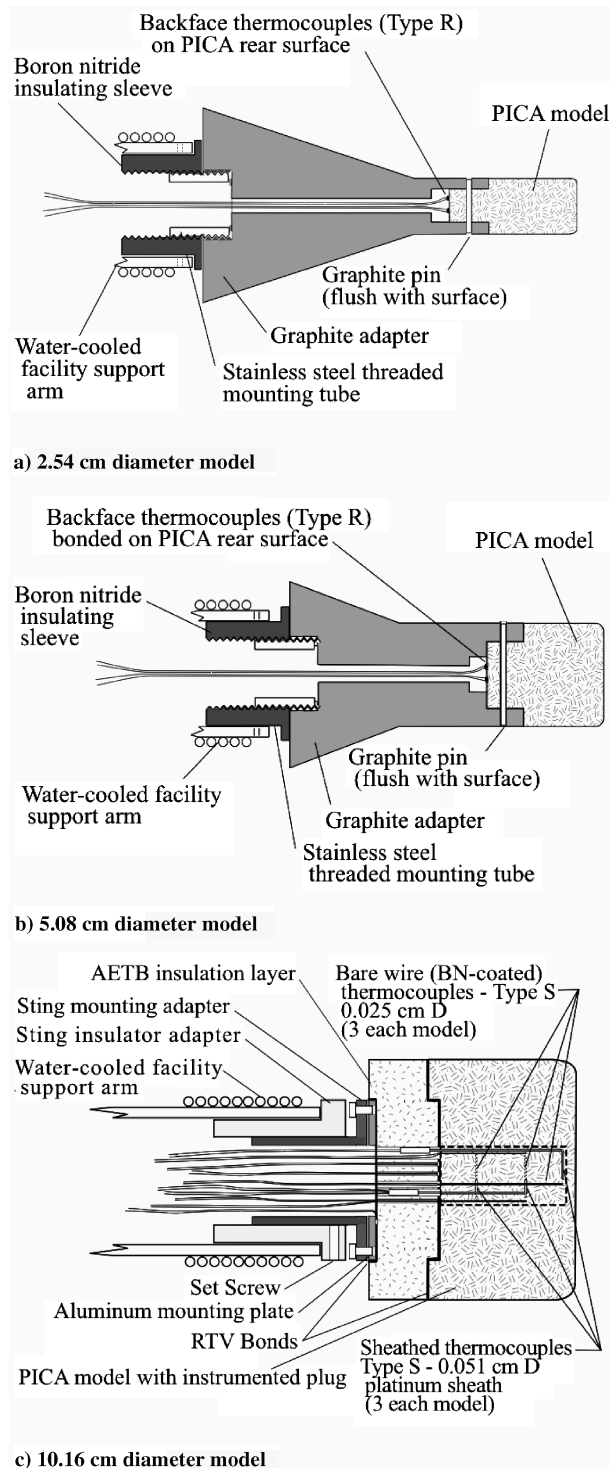 Backface thermocouples (Type R)
on PICA rear surface
Boron nitride
insulating sleeve
PICA model
Graphite pin
(flush with surface)
Graphite adapter
Water-cooled
facility support
arm
Stainless steel threaded
mounting tube
a) 2.54 cm diameter model
Backface thermocouples (Type R)
bonded on PICA rear surface
PICA model
Boron nitride
insulating
sleeve
Graphite pin
(flush with surface)
Water-cooled facility
support arm
Graphite adapter
Stainless steel
threaded mounting tube
b) 5.08 cm diameter model
AETB insulation layer
Bare wire (BN-coated)
thermocouples - Type S
0.025 cm D
(3 each model)
Sting mounting adapter
Sting insulator adapter
Water-cooled facility
support arm
Set Screw
Aluminum mounting plate
RTV Bonds
PICA model with instrumented plug
Sheathed thermocouples
Type S - 0.051 cm D
platinum sheath
(3 each model)
c) 10.16 cm diameter model